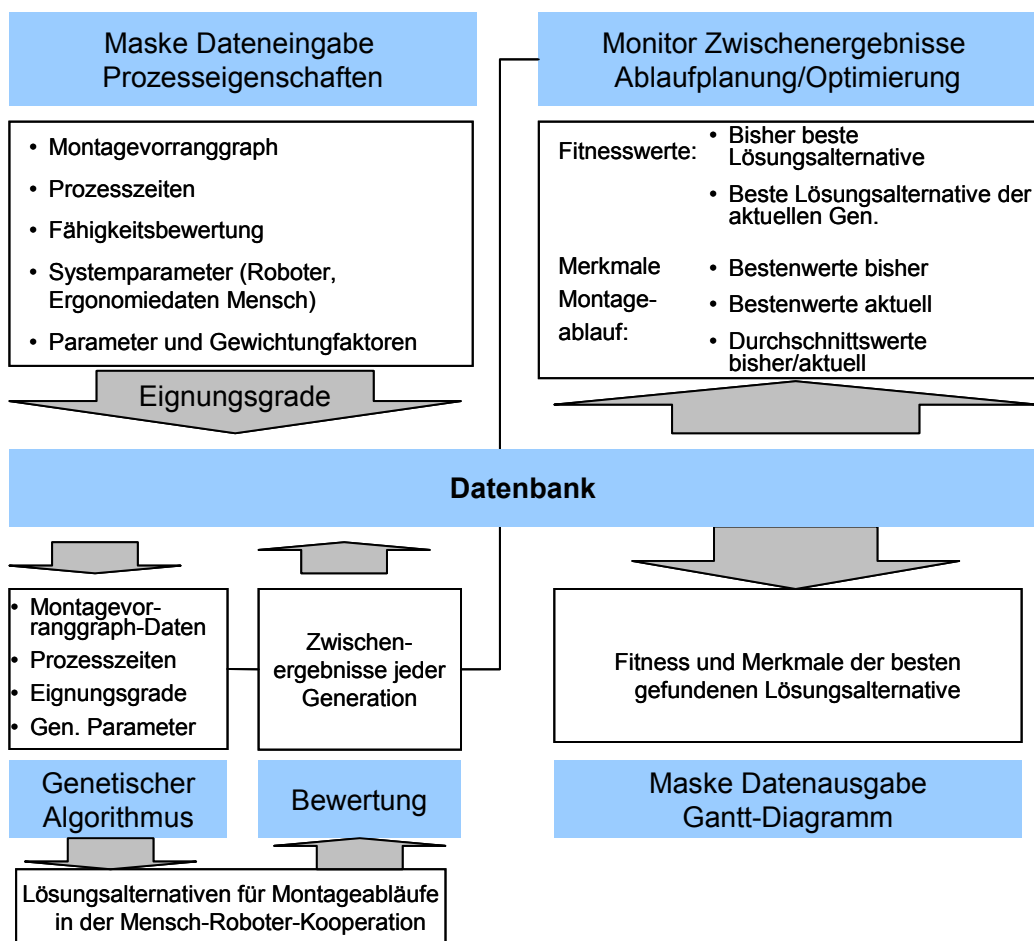 Maske Dateneingabe
Prozesseigenschaften
• Montagevorranggraph
• Prozesszeiten
• Fähigkeitsbewertung
• Systemparameter (Roboter,
Ergonomiedaten Mensch)
• Parameter und Gewichtungfaktoren
Eignungsgrade
Monitor Zwischenergebnisse
Ablaufplanung/Optimierung
Fitnesswerte:
• Bisher beste
Lösungsalternative
• Beste Lösungsalternative der
aktuellen Gen.
Merkmale
Montage-
ablauf:
• Bestenwerte bisher
• Bestenwerte aktuell
• Durchschnittswerte
bisher/aktuell
Datenbank
• Montagevor-
ranggraph-Daten
• Prozesszeiten
• Eignungsgrade
• Gen. Parameter
Zwischen-
ergebnisse jeder
Generation
Fitness und Merkmale der besten
gefundenen Lösungsalternative
Genetischer
Algorithmus
Bewertung
Maske Datenausgabe
Gantt-Diagramm
Lösungsalternativen für Montageabläufe
in der Mensch-Roboter-Kooperation